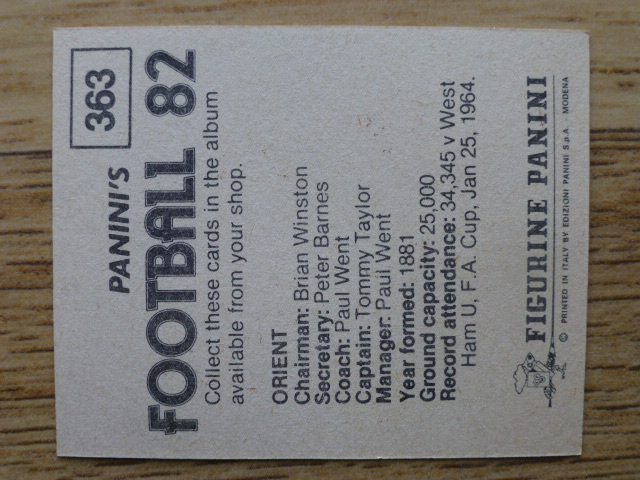 363
PANINI'S
FOOTBALL 82
Collect these cards in the album
available from your shop.
ORIENT
Chairman: Brian Winston
Secretary: Peter Barnes
Coach: Paul Went
Captain: Tommy Taylor
Manager: Paul Went
Year formed: 1881
Ground capacity: 25,000
Record attendance: 34,345 v West
Ham U, F.A. Cup, Jan 25, 1964.
FIGURINE PANINI
© PRINTED IN ITALY BY EDIZIONI PANINI S.p.A. MODENA